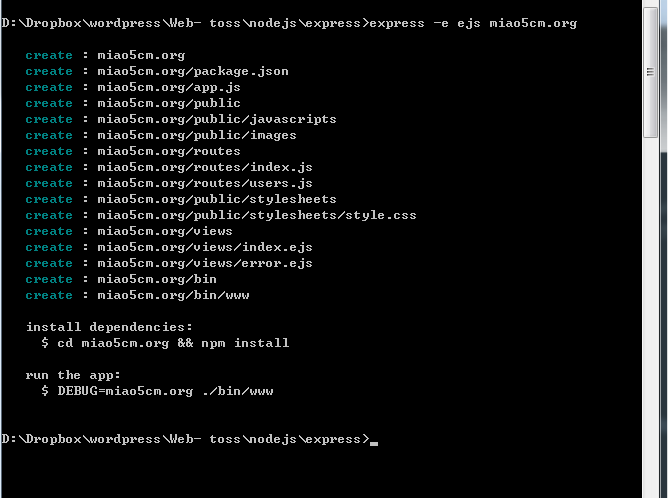 D:\Dropbox\wordpress\Web- toss\nodejs\express>express -e ejs miao5cm.org
create : miao5cm.org
create : miao5cm.org/package.json
create : miao5cm.org/app.js
create : miao5cm.org/public
create : miao5cm.org/public/javascripts
create : miao5cm.org/public/images
create : miao5cm.org/routes
create : miao5cm.org/routes/index.js
create : miao5cm.org/routes/users.js
create : miao5cm.org/public/stylesheets
create : miao5cm.org/public/stylesheets/style.css
create : miao5cm.org/views
create : miao5cm.org/views/index.ejs
create : miao5cm.org/views/error.ejs
create : miao5cm.org/bin
create : miao5cm.org/bin/www
install dependencies:
$ cd miao5cm.org && npm install
run the app:
$ DEBUG=miao5cm.org ./bin/www
D:\Dropbox\wordpress\Web- toss\nodejs\express>